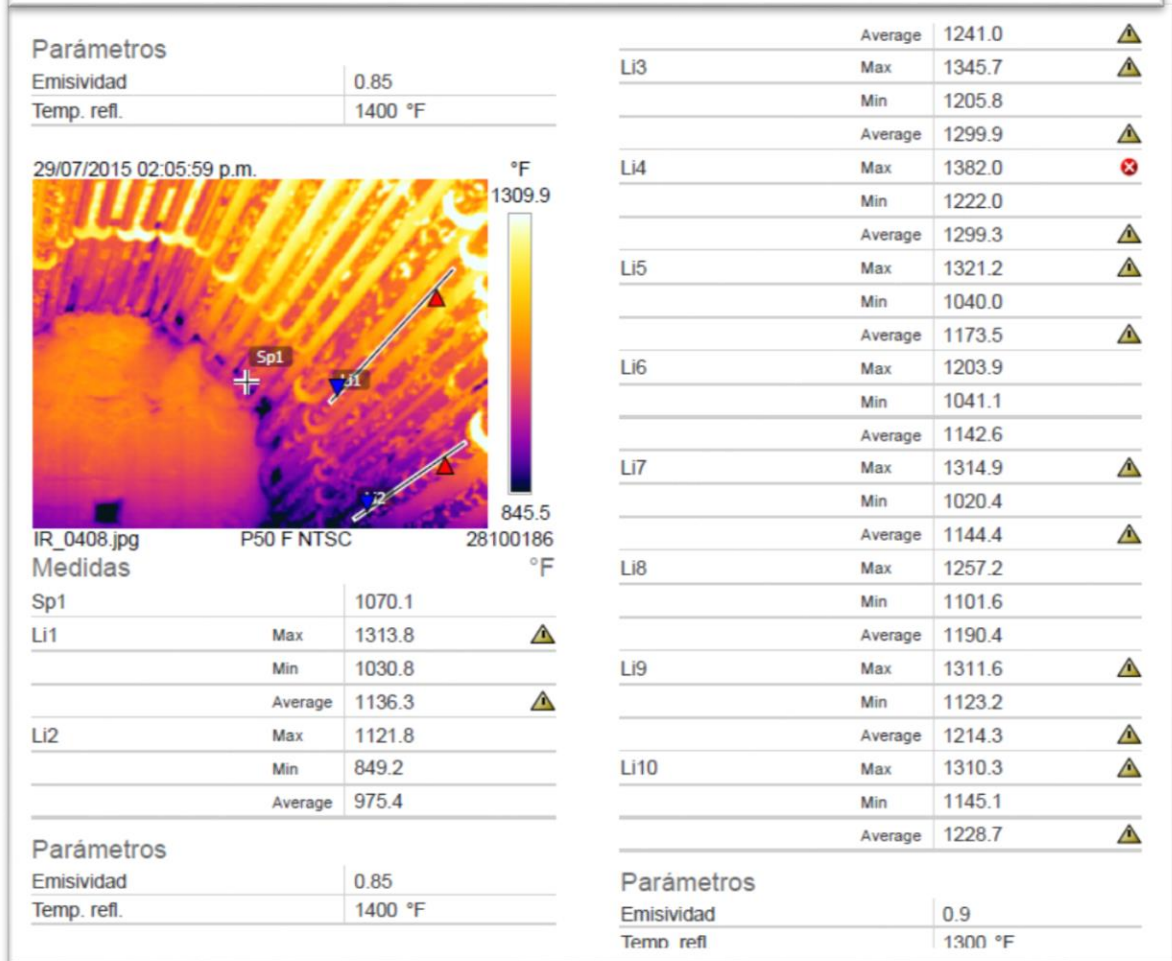 Parámetros
Emisividad 0.85
Temp. refl. 1400 °F
29/07/2015 02:05:59 p.m. °F
1309.9
Sp1
Li2
845.5
IR_0408.jpg P50 F NTSC 28100186
Medidas °F
Sp1 1070.1
Li1 Max 1313.8
Min 1030.8
Average 1136.3
Li2 Max 1121.8
Min 849.2
Average 975.4
Parámetros
Emisividad 0.85
Temp. refl. 1400 °F
Average 1241.0
Li3 Max 1345.7
Min 1205.8
Average 1299.9
Li4 Max 1382.0
Min 1222.0
Average 1299.3
Li5 Max 1321.2
Min 1040.0
Average 1173.5
Li6 Max 1203.9
Min 1041.1
Average 1142.6
Li7 Max 1314.9
Min 1020.4
Average 1144.4
Li8 Max 1257.2
Min 1101.6
Average 1190.4
Li9 Max 1311.6
Min 1123.2
Average 1214.3
Li10 Max 1310.3
Min 1145.1
Average 1228.7
Parámetros
Emisividad 0.9
Temp. refl. 1300 °F